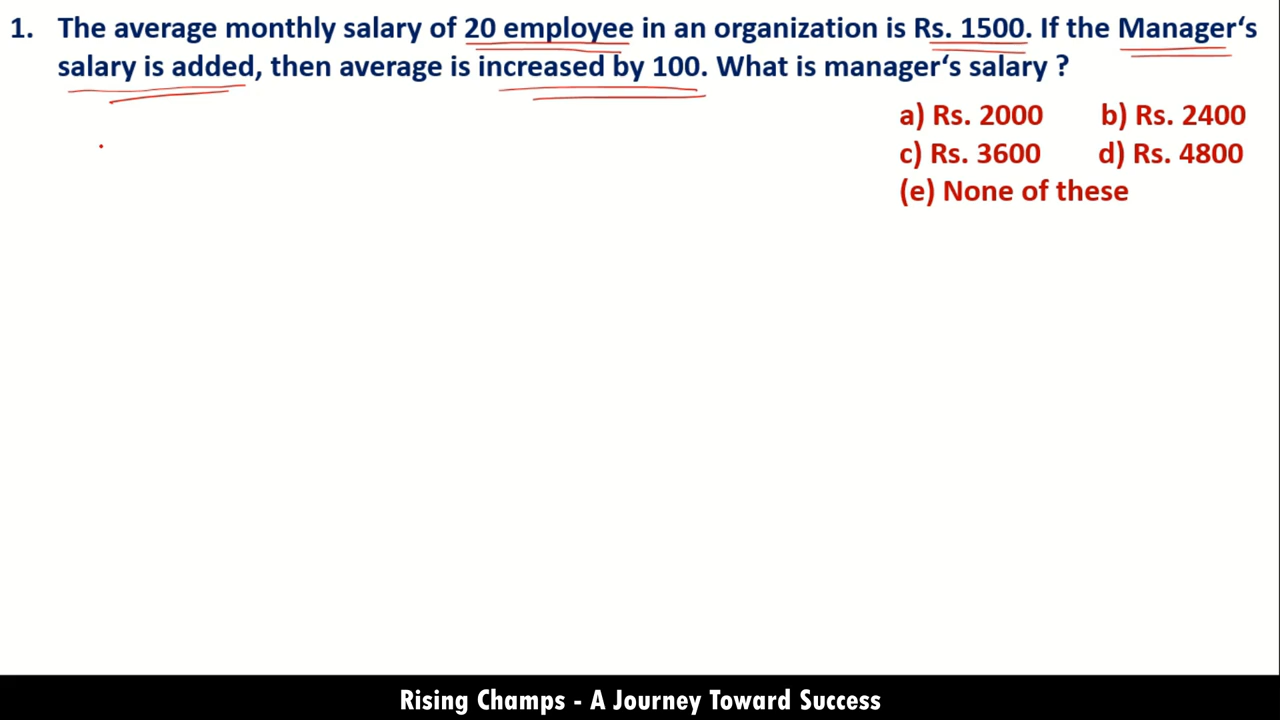 1. The average monthly salary of 20 employee in an organization is Rs. 1500. If the Manager‘s
salary is added, then average is increased by 100. What is manager‘s salary ?
a) Rs. 2000 b) Rs. 2400
c) Rs. 3600 d) Rs. 4800
(e) None of these
Rising Champs - A Journey Toward Success